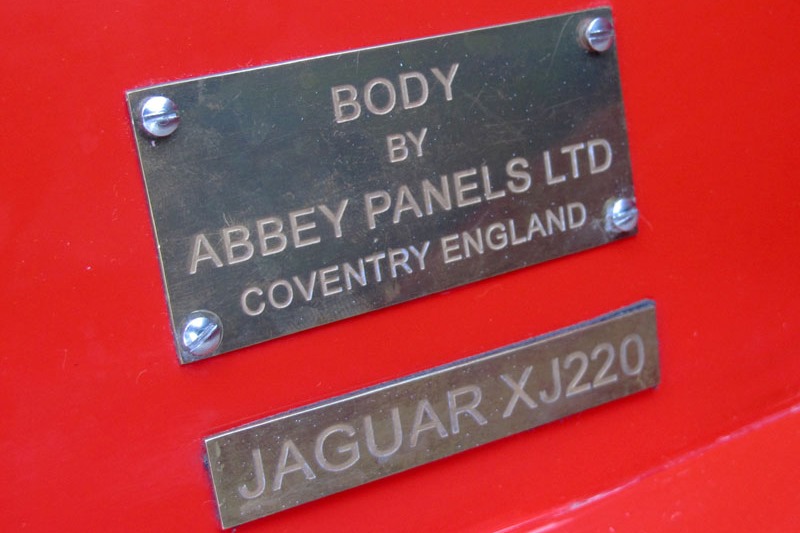 BODY
BY
ABBEY PANELS LTD
COVENTRY ENGLAND
JAGUAR XJ220